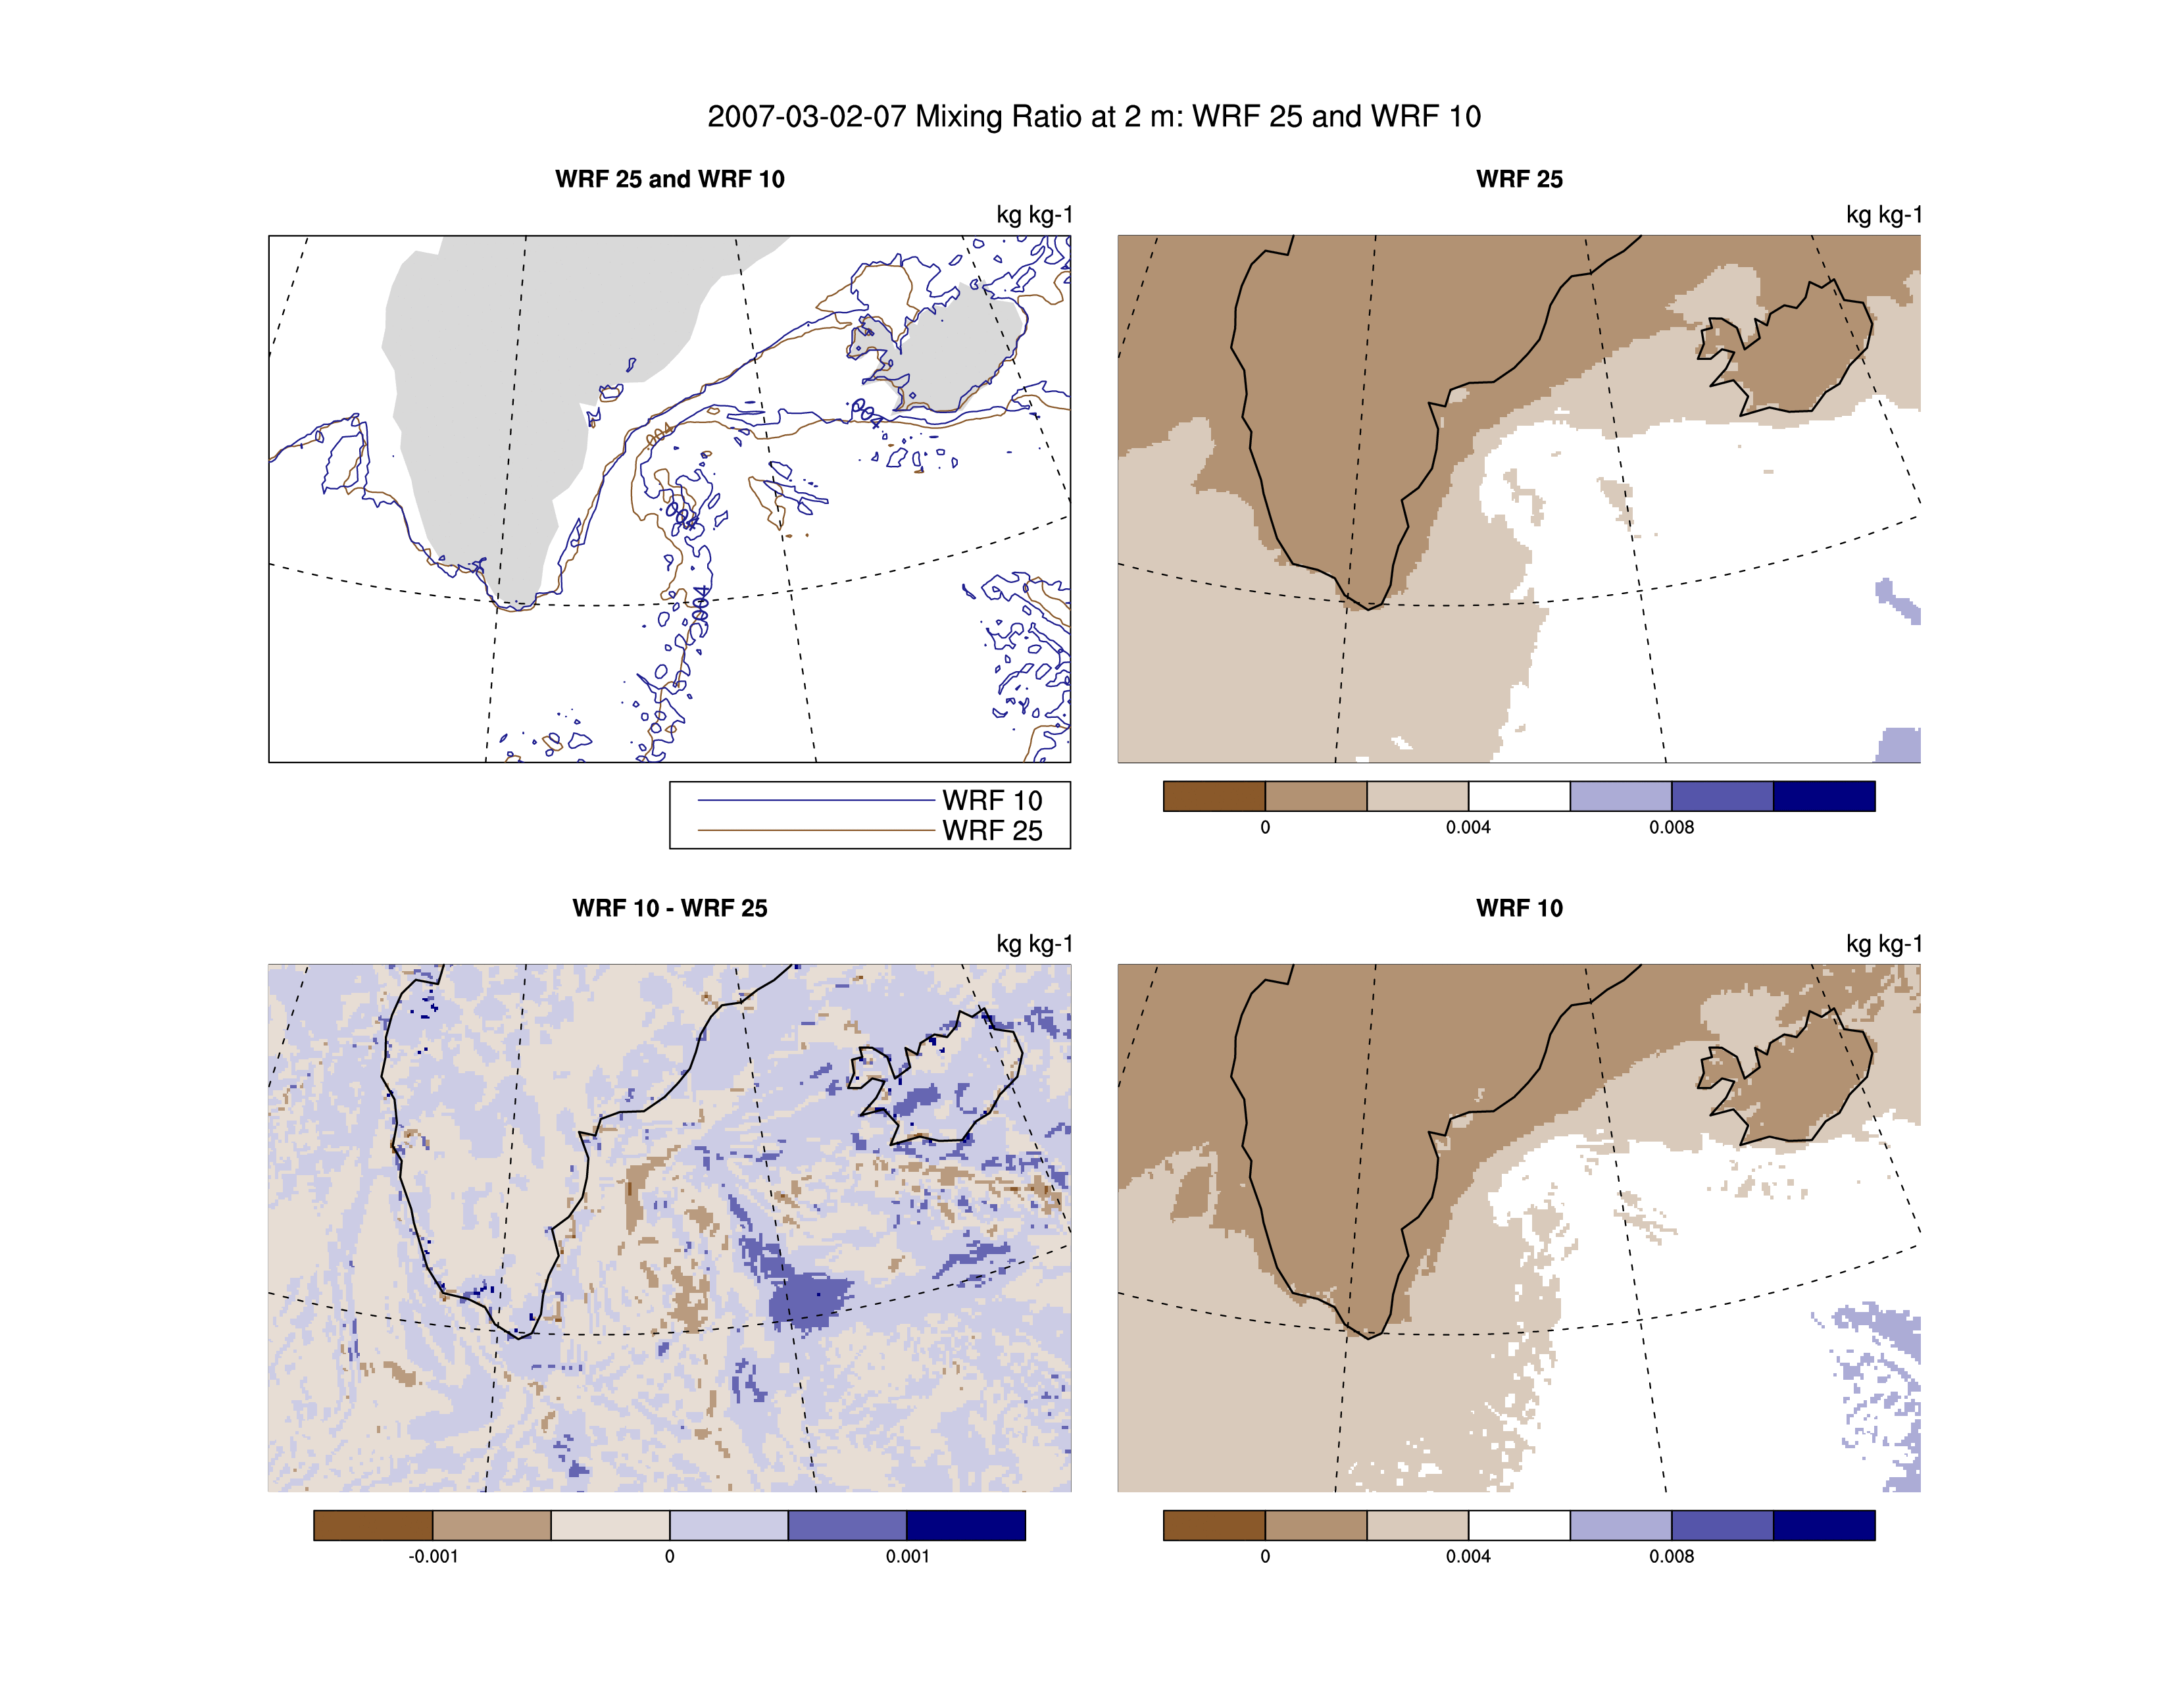 2007-03-02-07 Mixing Ratio at 2 m: WRF 25 and WRF 10
WRF 25 and WRF 10
kg kg-1
.004
WRF 10
WRF 25
WRF 25
kg kg-1
0 0.004 0.008
WRF 10 - WRF 25
kg kg-1
-0.001 0 0.001
WRF 10
kg kg-1
0 0.004 0.008